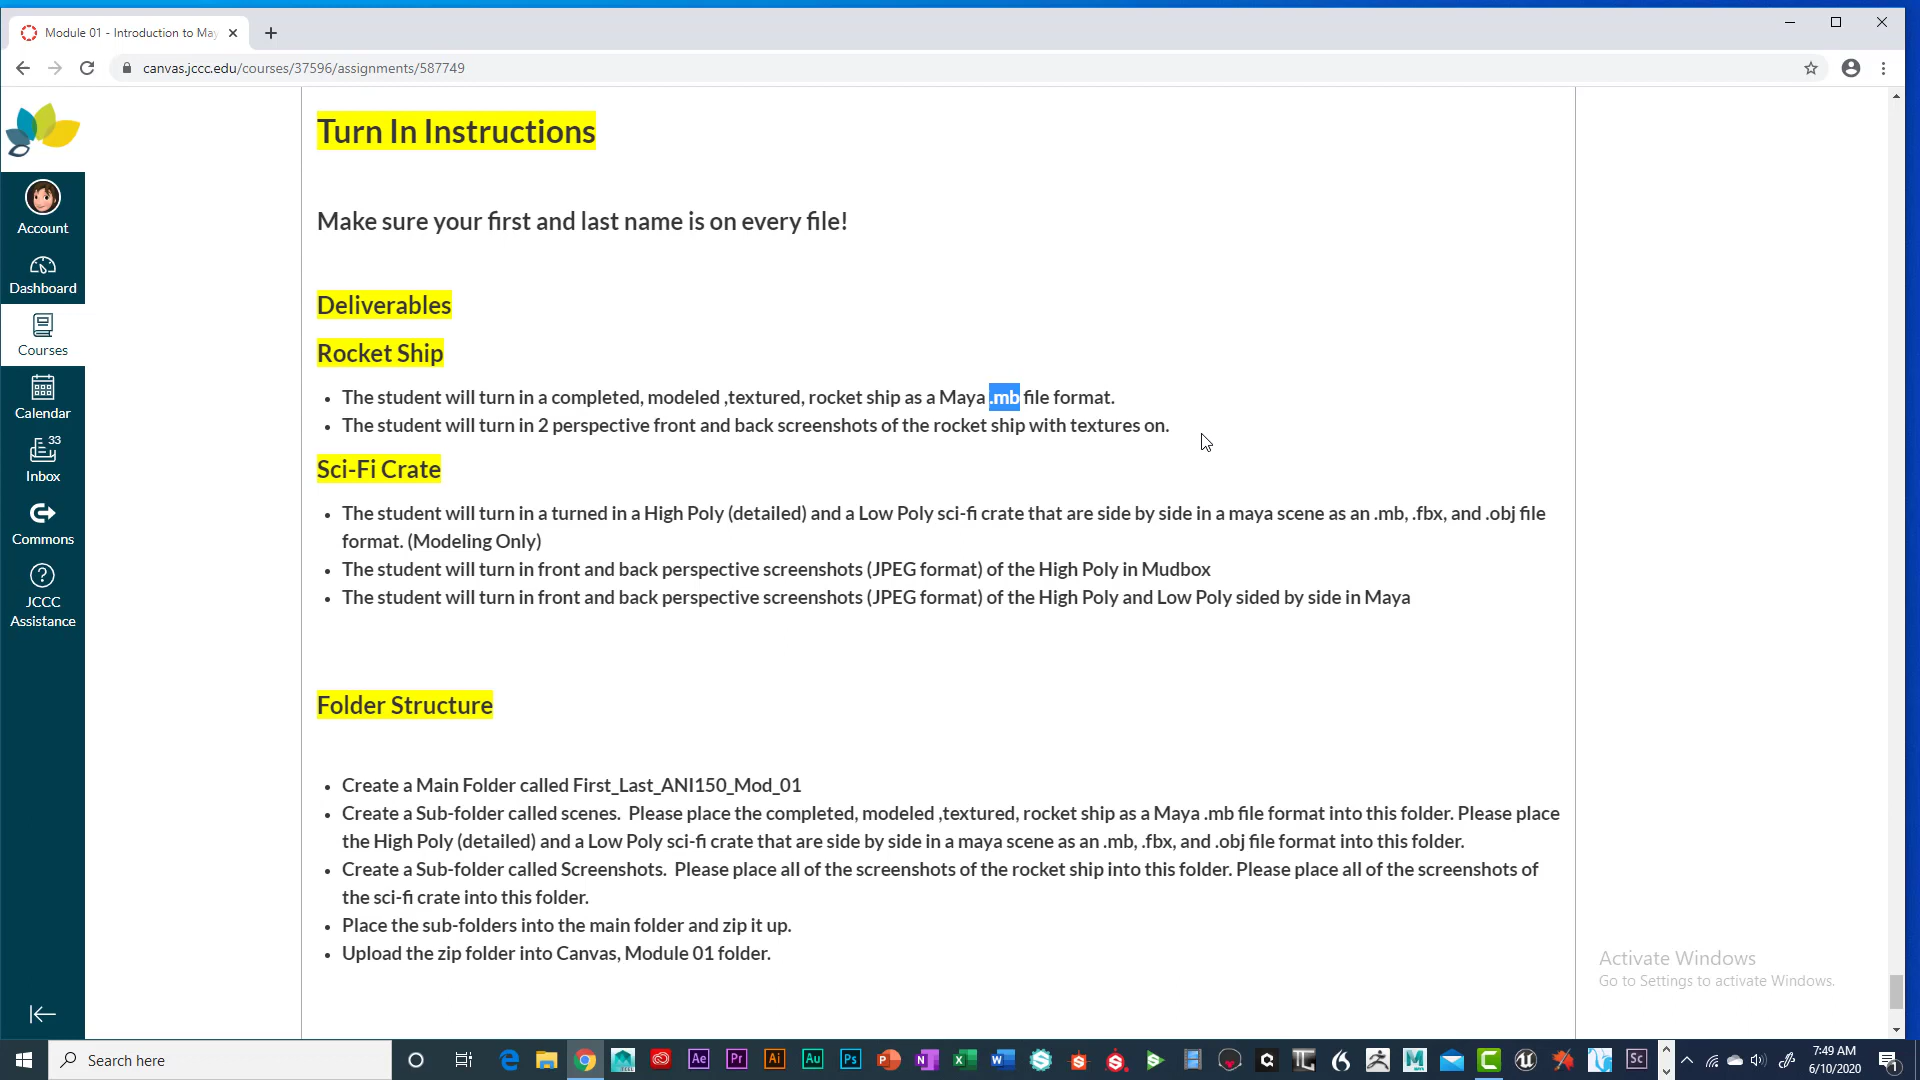 Module 01 - Introduction to May
canvas.jccc.edu/courses/37596/assignments/587749
Account
Dashboard
Courses
Calendar
33
Inbox
Commons
JCCC
Assistance
Turn In Instructions
Make sure your first and last name is on every file!
Deliverables
Rocket Ship
• The student will turn in a completed, modeled ,textured, rocket ship as a Maya .mb file format.
• The student will turn in 2 perspective front and back screenshots of the rocket ship with textures on.
Sci-Fi Crate
• The student will turn in a turned in a High Poly (detailed) and a Low Poly sci-fi crate that are side by side in a maya scene as an .mb, .fbx, and .obj file
format. (Modeling Only)
• The student will turn in front and back perspective screenshots (JPEG format) of the High Poly in Mudbox
• The student will turn in front and back perspective screenshots (JPEG format) of the High Poly and Low Poly sided by side in Maya
Folder Structure
• Create a Main Folder called First_Last_ANI150_Mod_01
• Create a Sub-folder called scenes.  Please place the completed, modeled ,textured, rocket ship as a Maya .mb file format into this folder. Please place
the High Poly (detailed) and a Low Poly sci-fi crate that are side by side in a maya scene as an .mb, .fbx, and .obj file format into this folder.
• Create a Sub-folder called Screenshots.  Please place all of the screenshots of the rocket ship into this folder. Please place all of the screenshots of
the sci-fi crate into this folder.
• Place the sub-folders into the main folder and zip it up.
• Upload the zip folder into Canvas, Module 01 folder.
Activate Windows
Go to Settings to activate Windows.
Search here
Ae
Pr
Ai
Au
Ps
Sc
7:49 AM
6/10/2020
1